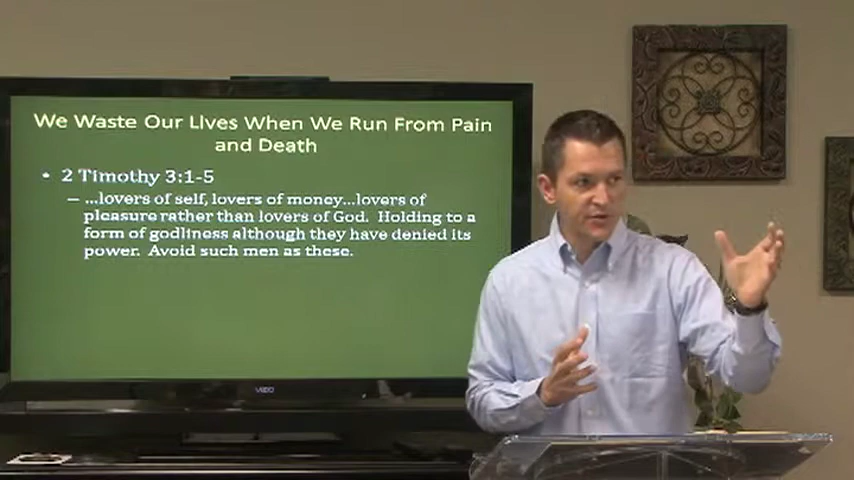 We Waste Our Lives When We Run From Pain
and Death
• 2 Timothy 3:1-5
– ...lovers of self, lovers of money...lovers of
pleasure rather than lovers of God. Holding to a
form of godliness although they have denied its
power. Avoid such men as these.
VIZIO